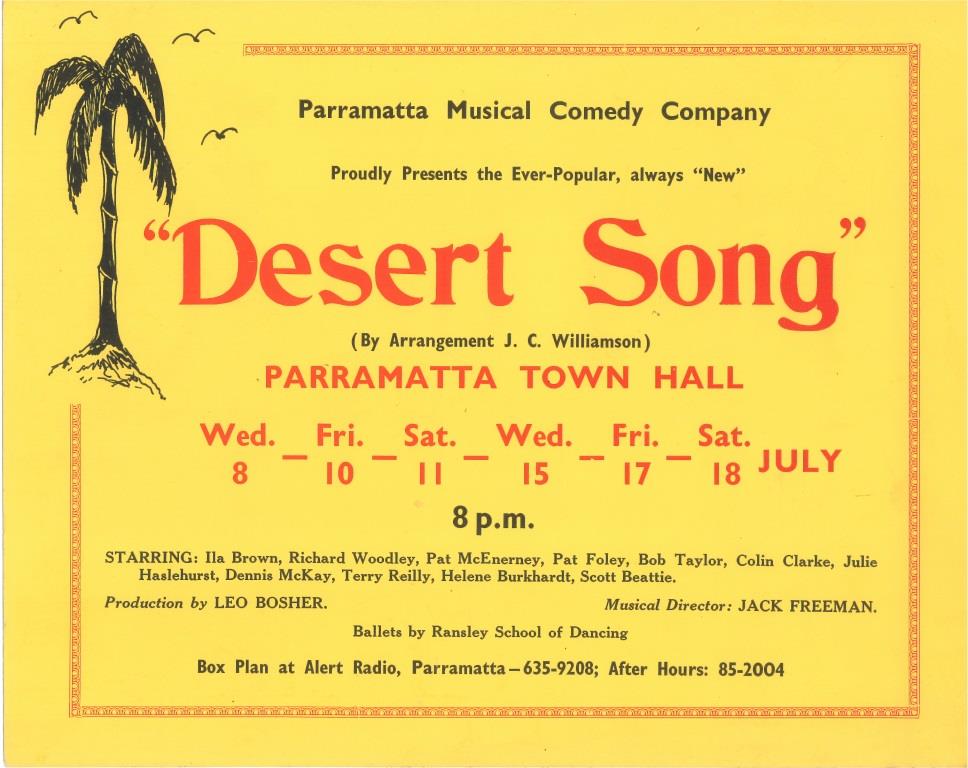 Parramatta Musical Comedy Company
Proudly Presents the Ever-Popular, always “New”
“Desert Song”
(By Arrangement J. C. Williamson)
PARRAMATTA TOWN HALL
Wed. – Fri. – Sat. – Wed. – Fri. – Sat.
8 10 11 15 17 18 JULY
8 p.m.
STARRING: Ila Brown, Richard Woodley, Pat McEnerney, Pat Foley, Bob Taylor, Colin Clarke, Julie
Haslehurst, Dennis McKay, Terry Reilly, Helene Burkhardt, Scott Beattie.
Production by LEO BOSHER. Musical Director: JACK FREEMAN.
Ballets by Ransley School of Dancing
Box Plan at Alert Radio, Parramatta—635-9208; After Hours: 85-2004